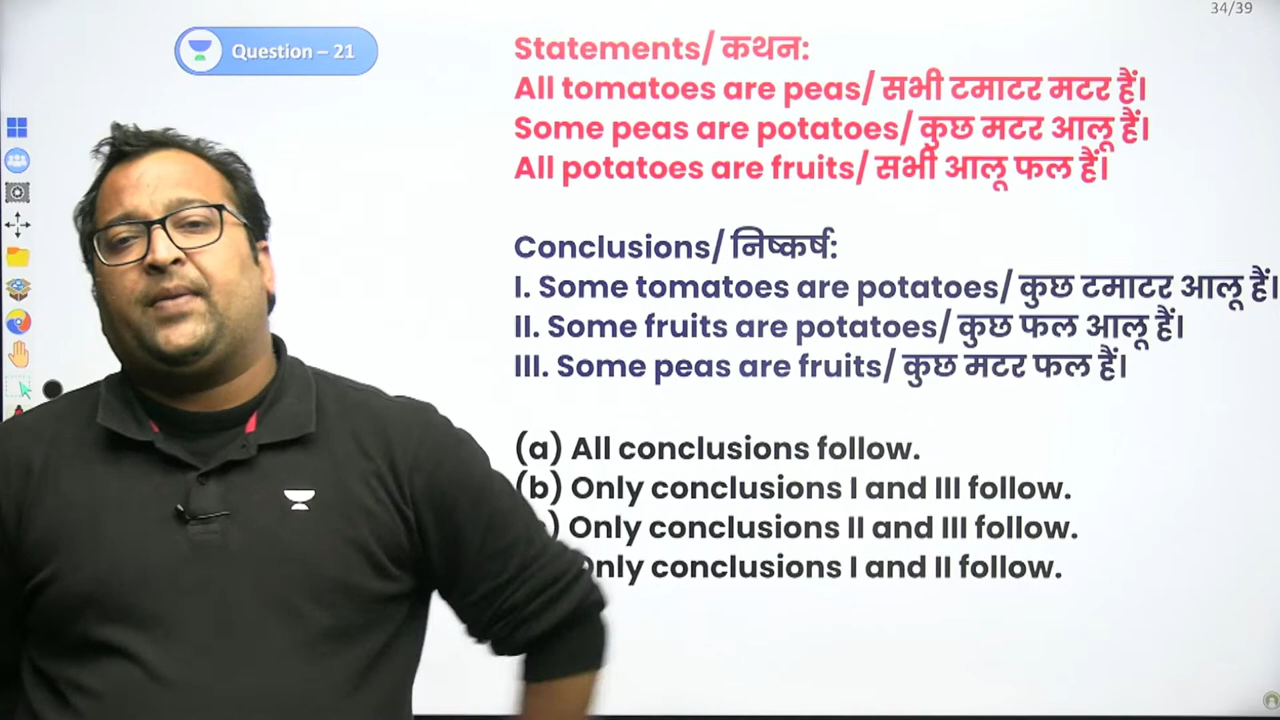 34/39
Question – 21
Statements/ कथन:
All tomatoes are peas/ सभी टमाटर मटर हैं।
Some peas are potatoes/ कुछ मटर आलू हैं।
All potatoes are fruits/ सभी आलू फल हैं।
Conclusions/ निष्कर्ष:
I. Some tomatoes are potatoes/ कुछ टमाटर आलू हैं।
II. Some fruits are potatoes/ कुछ फल आलू हैं।
III. Some peas are fruits/ कुछ मटर फल हैं।
(a) All conclusions follow.
(b) Only conclusions I and III follow.
) Only conclusions II and III follow.
Only conclusions I and II follow.